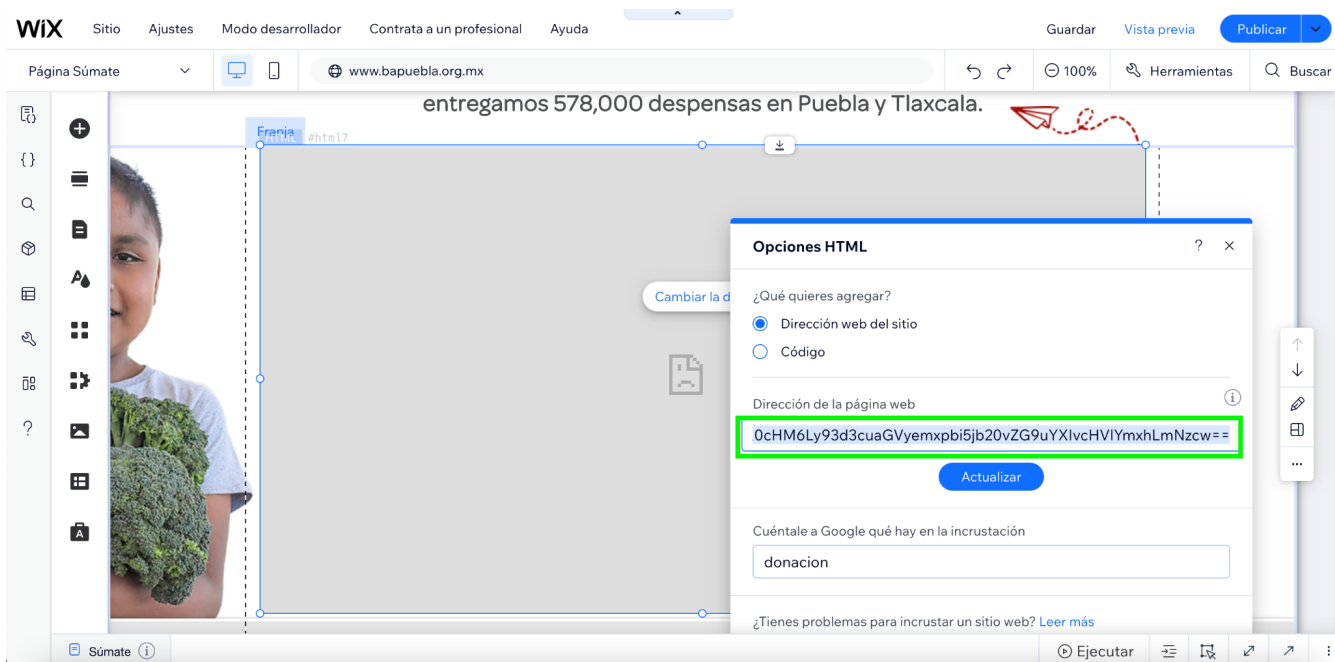 WiX Sitio Ajustes Modo desarrollador Contrata a un profesional Ayuda Guardar Vista previa Publicar
Página Súmate www.bapuebla.org.mx 100% Herramientas Buscar
entregamos 578,000 despensas en Puebla y Tlaxcala.
Franja
HTML #html7
Opciones HTML ?
Cambiar la d
¿Qué quieres agregar?
Dirección web del sitio
Código
Dirección de la página web
0cHM6Ly93d3cuaGVyemxpbi5jb20vZG9uYXIvcHVlYmxhLmNzcw==
Actualizar
Cuéntale a Google qué hay en la incrustación
donacion
¿Tienes problemas para incrustar un sitio web? Leer más
Súmate Ejecutar